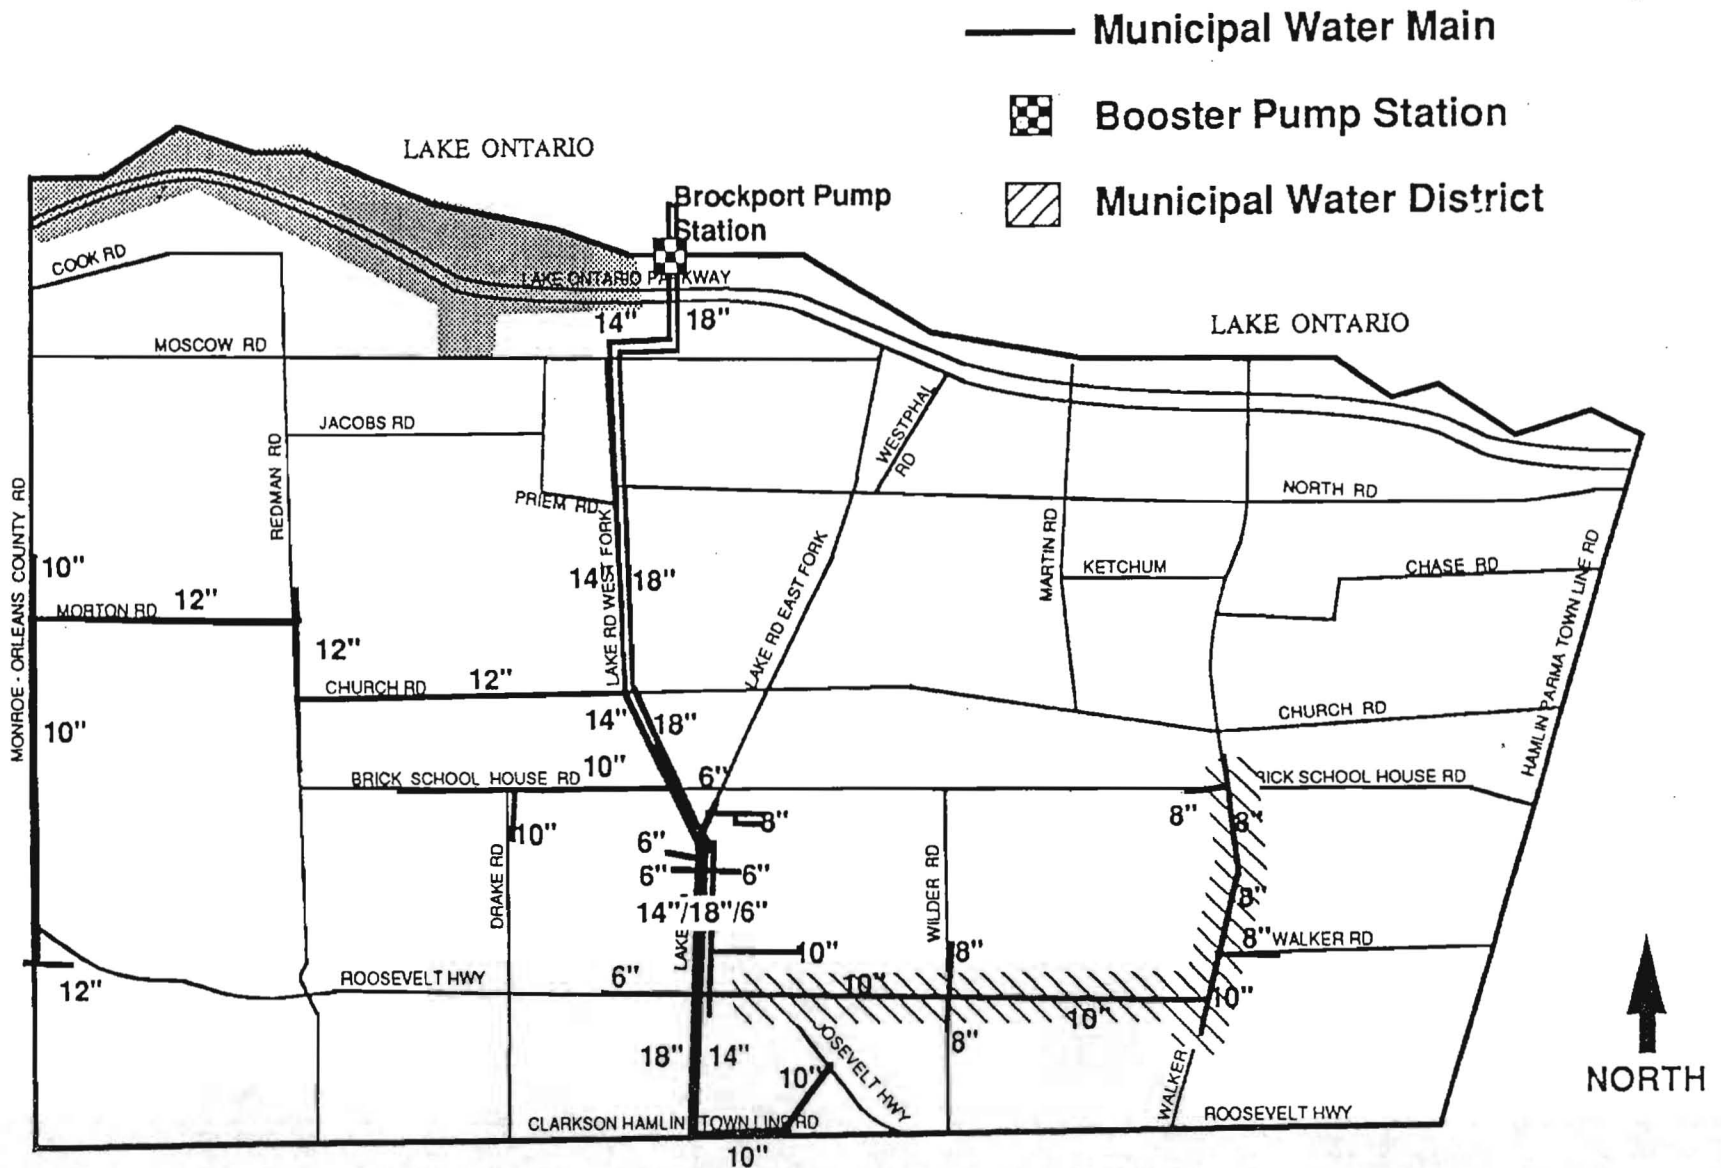 Municipal Water Main
Booster Pump Station
Municipal Water District
LAKE ONTARIO
Brockport Pump
Station
COOK RD
LAKE ONTARIO PARKWAY
14"
18"
LAKE ONTARIO
MOSCOW RD
JACOBS RD
WESTPHAL
RD
REDMAN RD
PRIEM RD
NORTH RD
MONROE - ORLEANS COUNTY RD
10"
LAKE RD WEST FORK
14"
18"
LAKE RD EAST FORK
MARTIN RD
KETCHUM
CHASE RD
HAMLIN PARMA TOWN LINE RD
MORTON RD
12"
12"
CHURCH RD
12"
10"
14"
18"
CHURCH RD
BRICK SCHOOL HOUSE RD
10"
6"
RICK SCHOOL HOUSE RD
10"
8"
8"
8"
DRAKE RD
6"
6"
6"
WILDER RD
8"
14"/18"/6"
LAKE
10"
8"
8"
WALKER RD
12"
ROOSEVELT HWY
6"
10"
10"
10"
18"
14"
8"
10"
OOSEVELT HWY
WALKER
CLARKSON HAMLIN TOWN LINE RD
ROOSEVELT HWY
10"
NORTH